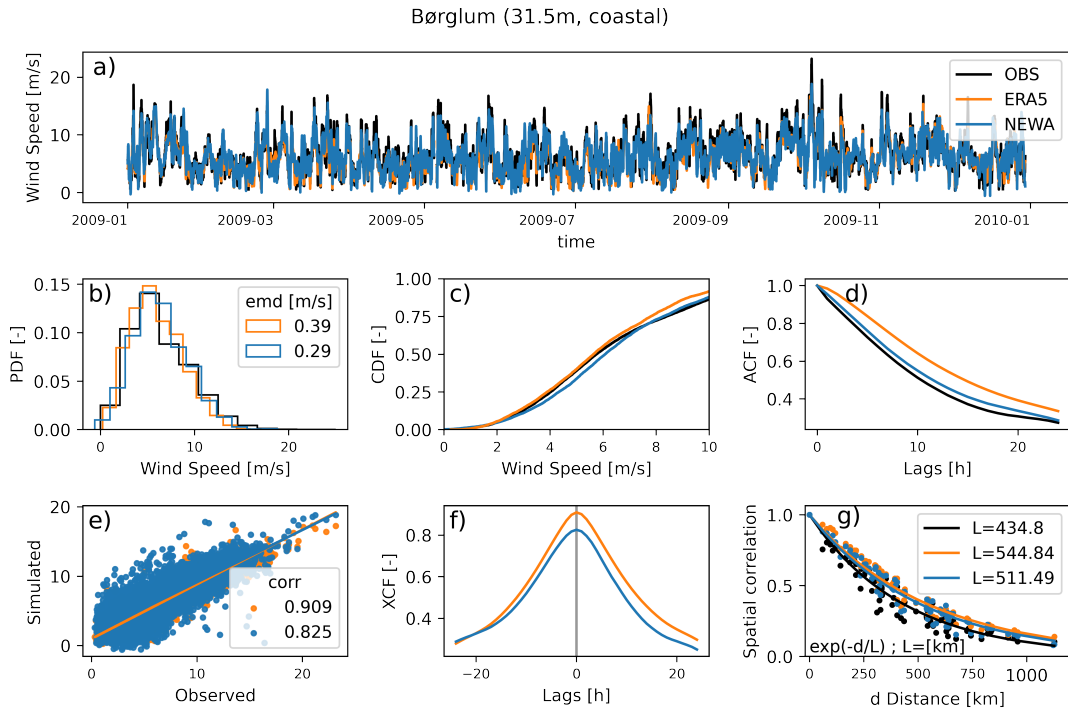 Børglum (31.5m, coastal)
a)
Wind Speed [m/s]
20
10
0
OBS
ERA5
NEWA
2009-01 2009-03 2009-05 2009-07 2009-09 2009-11 2010-01
time
b)
PDF [-]
0.15
0.10
0.05
0.00
emd [m/s]
0.39
0.29
0 10 20
Wind Speed [m/s]
c)
CDF [-]
1.00
0.75
0.50
0.25
0.00
0 2 4 6 8 10
Wind Speed [m/s]
d)
ACF [-]
1.0
0.8
0.6
0.4
0 20
Lags [h]
e)
Simulated
20
10
0
corr
0.909
0.825
0 10 20
Observed
f)
XCF [-]
0.8
0.6
0.4
−20 0 20
Lags [h]
g)
Spatial correlation
1.0
0.5
0.0
L=434.8
L=544.84
L=511.49
exp(-d/L) ; L=[km]
0 250 500 750 1000
d Distance [km]